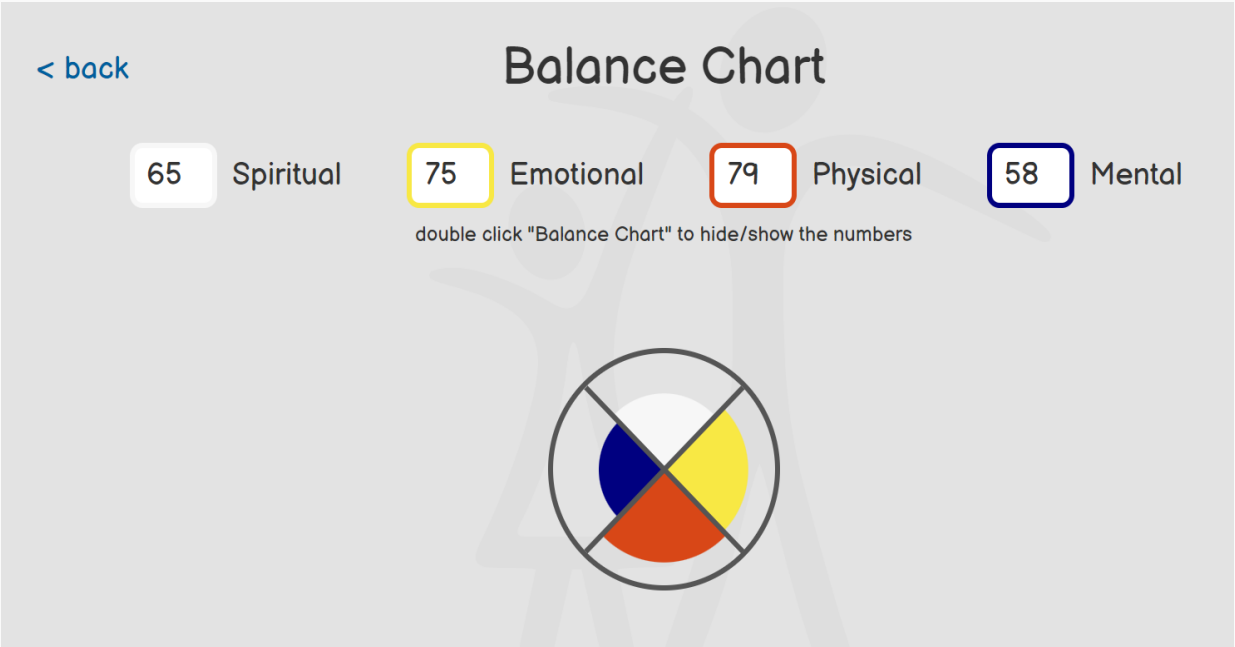 < back
Balance Chart
65 Spiritual 75 Emotional 79 Physical 58 Mental
double click "Balance Chart" to hide/show the numbers